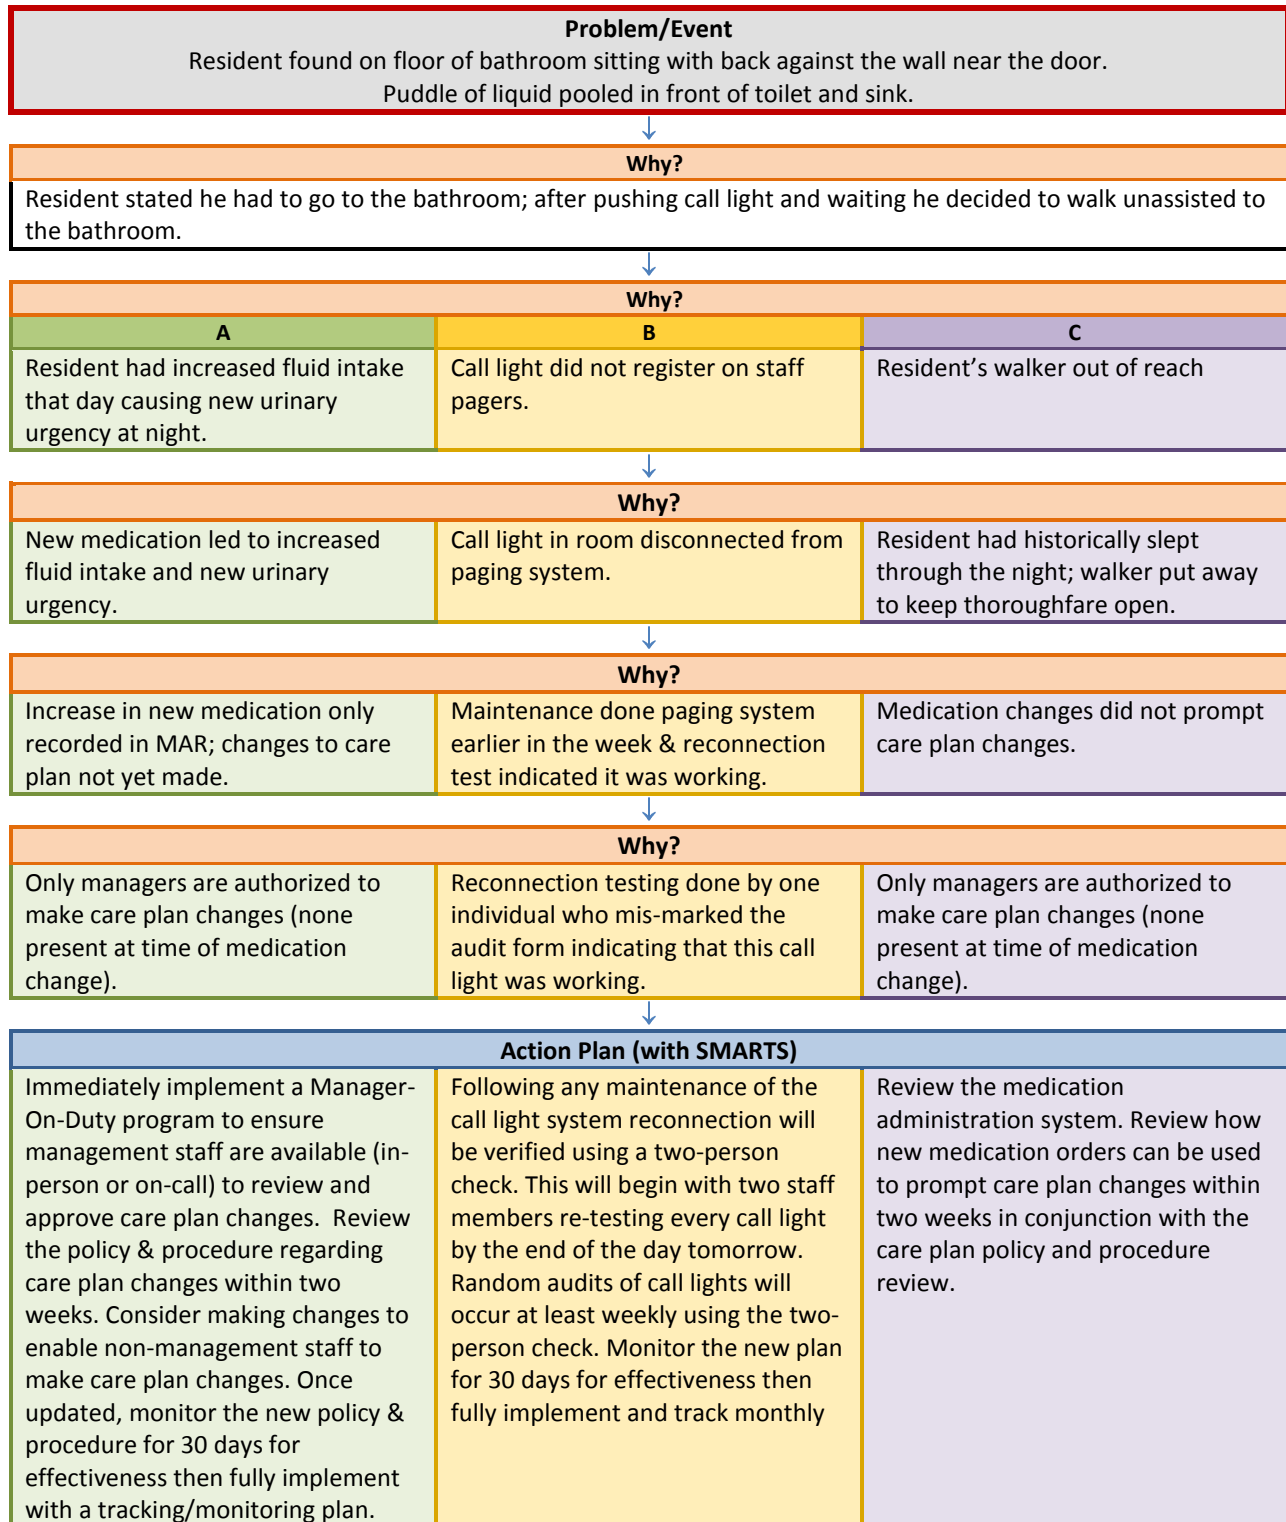 Problem/Event
Resident found on floor of bathroom sitting with back against the wall near the door.
Puddle of liquid pooled in front of toilet and sink.
Why?
Resident stated he had to go to the bathroom; after pushing call light and waiting he decided to walk unassisted to
the bathroom.
Why?
A
Resident had increased fluid intake
that day causing new urinary
urgency at night.
B
Call light did not register on staff
pagers.
C
Resident's walker out of reach
Why?
New medication led to increased
fluid intake and new urinary
urgency.
Call light in room disconnected from
paging system.
Resident had historically slept
through the night; walker put away
to keep thoroughfare open.
Why?
Increase in new medication only
recorded in MAR; changes to care
plan not yet made.
Maintenance done paging system
earlier in the week & reconnection
test indicated it was working.
Medication changes did not prompt
care plan changes.
Why?
Only managers are authorized to
make care plan changes (none
present at time of medication
change).
Reconnection testing done by one
individual who mis-marked the
audit form indicating that this call
light was working.
Only managers are authorized to
make care plan changes (none
present at time of medication
change).
Action Plan (with SMARTS)
Immediately implement a Manager-
On-Duty program to ensure
management staff are available (in-
person or on-call) to review and
approve care plan changes.  Review
the policy & procedure regarding
care plan changes within two
weeks. Consider making changes to
enable non-management staff to
make care plan changes. Once
updated, monitor the new policy &
procedure for 30 days for
effectiveness then fully implement
with a tracking/monitoring plan.
Following any maintenance of the
call light system reconnection will
be verified using a two-person
check. This will begin with two staff
members re-testing every call light
by the end of the day tomorrow.
Random audits of call lights will
occur at least weekly using the two-
person check. Monitor the new plan
for 30 days for effectiveness then
fully implement and track monthly
Review the medication
administration system. Review how
new medication orders can be used
to prompt care plan changes within
two weeks in conjunction with the
care plan policy and procedure
review.